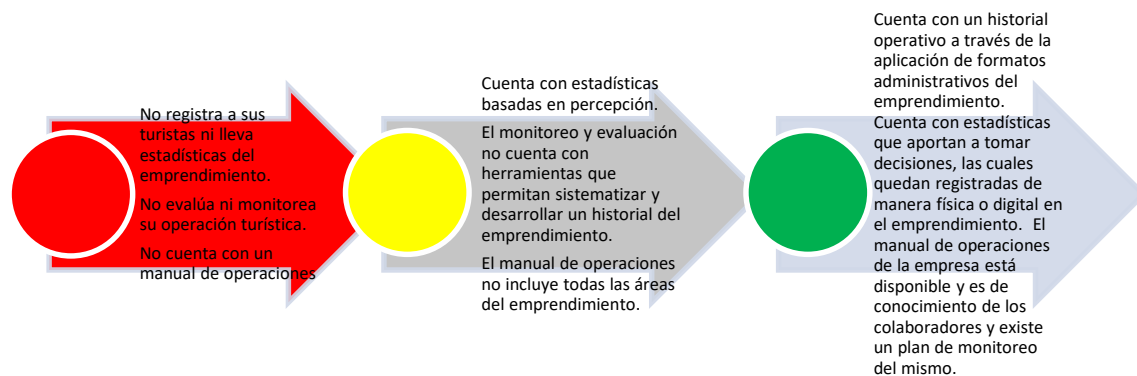 No registra a sus
turistas ni lleva
estadísticas del
emprendimiento.
No evalúa ni monitorea
su operación turística.
No cuenta con un
manual de operaciones
Cuenta con estadísticas
basadas en percepción.
El monitoreo y evaluación
no cuenta con
herramientas que
permitan sistematizar y
desarrollar un historial del
emprendimiento.
El manual de operaciones
no incluye todas las áreas
del emprendimiento.
Cuenta con un historial
operativo a través de la
aplicación de formatos
administrativos del
emprendimiento.
Cuenta con estadísticas
que aportan a tomar
decisiones, las cuales
quedan registradas de
manera física o digital en
el emprendimiento. El
manual de operaciones
de la empresa está
disponible y es de
conocimiento de los
colaboradores y existe
un plan de monitoreo
del mismo.